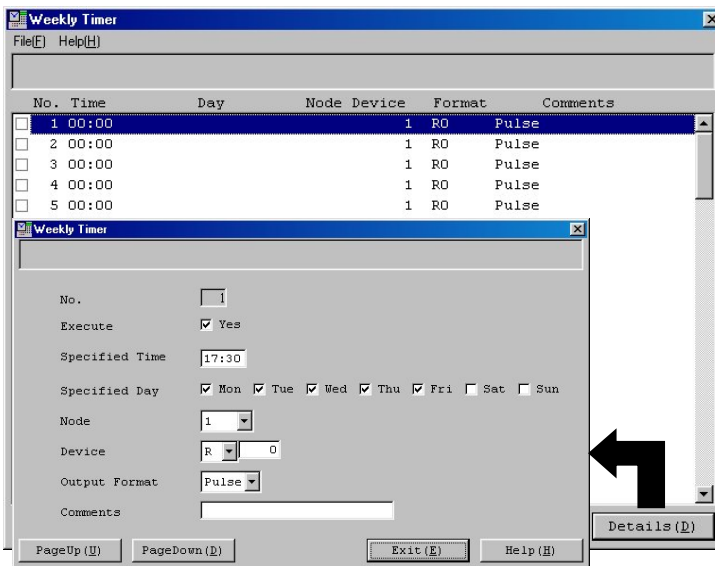 Weekly Timer
File(F) Help(H)
No. Time Day Node Device Format Comments
1 00:00 1 R0 Pulse
2 00:00 1 R0 Pulse
3 00:00 1 R0 Pulse
4 00:00 1 R0 Pulse
5 00:00 1 R0 Pulse
Weekly Timer
No. 1
Execute Yes
Specified Time 17:30
Specified Day Mon Tue Wed Thu Fri Sat Sun
Node 1
Device R 0
Output Format Pulse
Comments
Details(D)
PageUp(U) PageDown(D) Exit(E) Help(H)